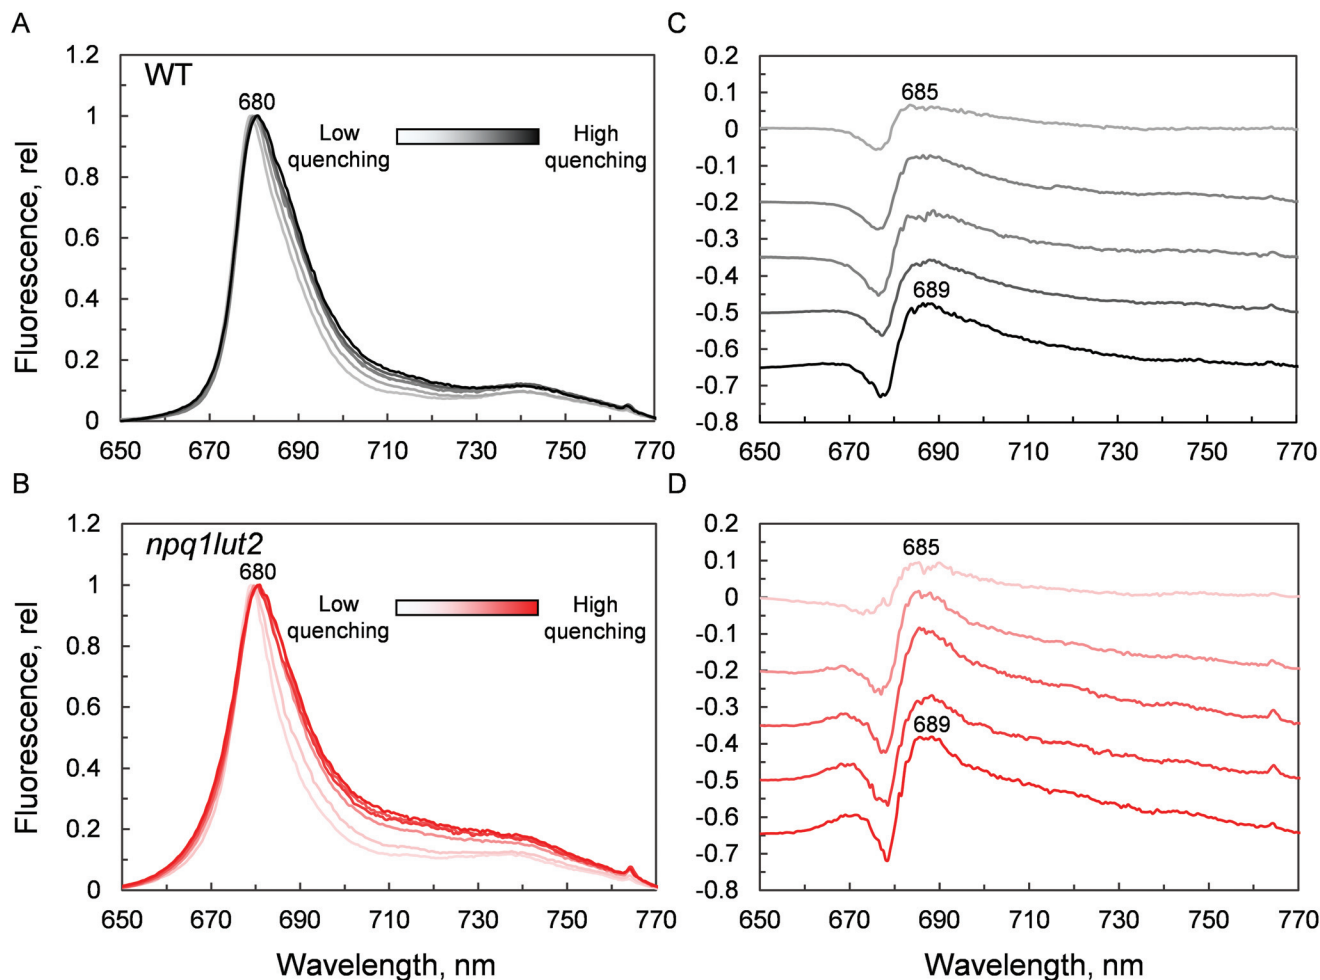 A
WT
680
Low
quenching
High
quenching
Fluorescence, rel
1.2
1
0.8
0.6
0.4
0.2
0
650 670 690 710 730 750 770
C
685
689
0.2
0.1
0
-0.1
-0.2
-0.3
-0.4
-0.5
-0.6
-0.7
-0.8
650 670 690 710 730 750 770
B
npq1lut2
680
Low
quenching
High
quenching
Fluorescence, rel
1.2
1
0.8
0.6
0.4
0.2
0
650 670 690 710 730 750 770
Wavelength, nm
D
685
689
0.2
0.1
0
-0.1
-0.2
-0.3
-0.4
-0.5
-0.6
-0.7
-0.8
650 670 690 710 730 750 770
Wavelength, nm